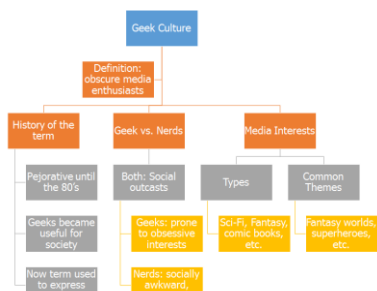 Geek Culture
Definition:
obscure media
enthusiasts
History of the
term
Geek vs. Nerds
Media Interests
Pejorative until
the 80's
Both: Social
outcasts
Types
Common
Themes
Geeks became
useful for
society
Geeks: prone
to obsessive
interests
Sci-Fi, Fantasy,
comic books,
etc.
Fantasy worlds,
superheroes,
etc.
Now term used
to express
Nerds: socially
awkward,